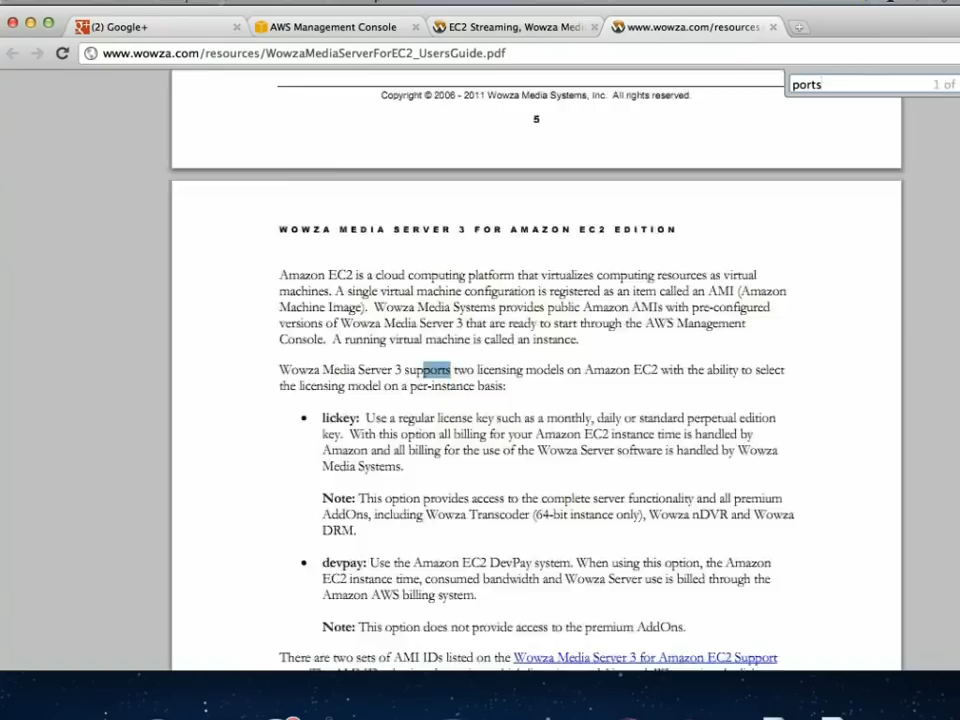 (2) Google+
AWS Management Console
EC2 Streaming, Wowza Medi
www.wowza.com/resources
www.wowza.com/resources/WowzaMediaServerForEC2_UsersGuide.pdf
ports
1 of
Copyright © 2006 - 2011 Wowza Media Systems, Inc. All rights reserved.
5
WOWZA MEDIA SERVER 3 FOR AMAZON EC2 EDITION
Amazon EC2 is a cloud computing platform that virtualizes computing resources as virtual
machines. A single virtual machine configuration is registered as an item called an AMI (Amazon
Machine Image). Wowza Media Systems provides public Amazon AMIs with pre-configured
versions of Wowza Media Server 3 that are ready to start through the AWS Management
Console. A running virtual machine is called an instance.
Wowza Media Server 3 supports two licensing models on Amazon EC2 with the ability to select
the licensing model on a per-instance basis:
• lickey: Use a regular license key such as a monthly, daily or standard perpetual edition
key. With this option all billing for your Amazon EC2 instance time is handled by
Amazon and all billing for the use of the Wowza Server software is handled by Wowza
Media Systems.
Note: This option provides access to the complete server functionality and all premium
AddOns, including Wowza Transcoder (64-bit instance only), Wowza nDVR and Wowza
DRM.
• devpay: Use the Amazon EC2 DevPay system. When using this option, the Amazon
EC2 instance time, consumed bandwidth and Wowza Server use is billed through the
Amazon AWS billing system.
Note: This option does not provide access to the premium AddOns.
There are two sets of AMI IDs listed on the Wowza Media Server 3 for Amazon EC2 Support